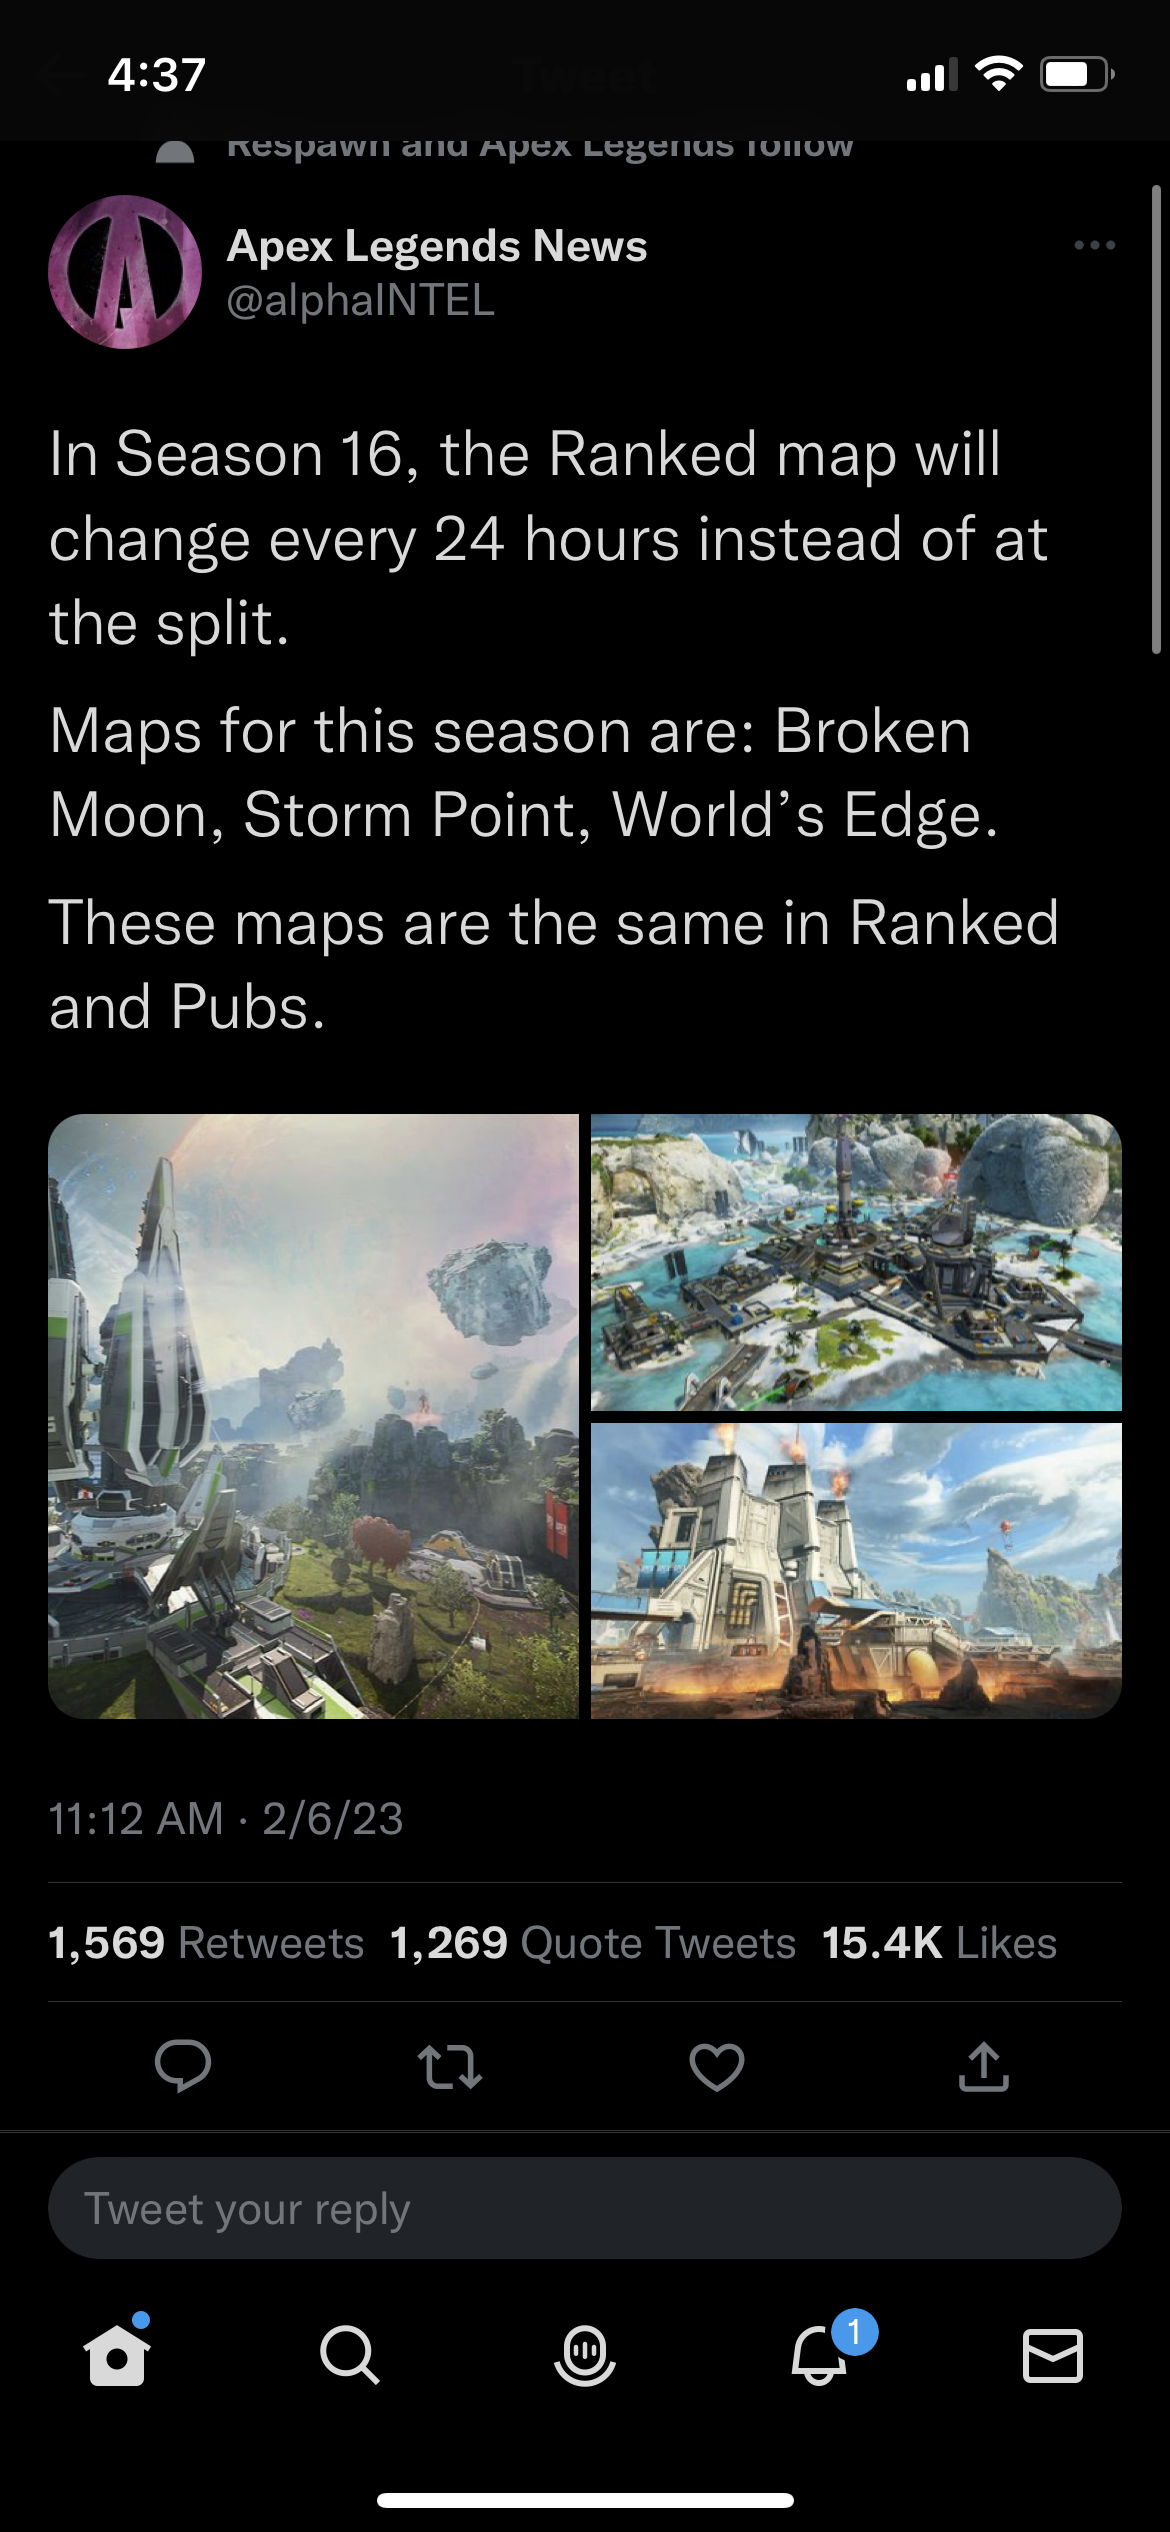 4:37
Respawn and Apex Legends follow
Apex Legends News
@alphaINTEL
In Season 16, the Ranked map will
change every 24 hours instead of at
the split.
Maps for this season are: Broken
Moon, Storm Point, World’s Edge.
These maps are the same in Ranked
and Pubs.
11:12 AM · 2/6/23
1,569 Retweets 1,269 Quote Tweets 15.4K Likes
Tweet your reply
1